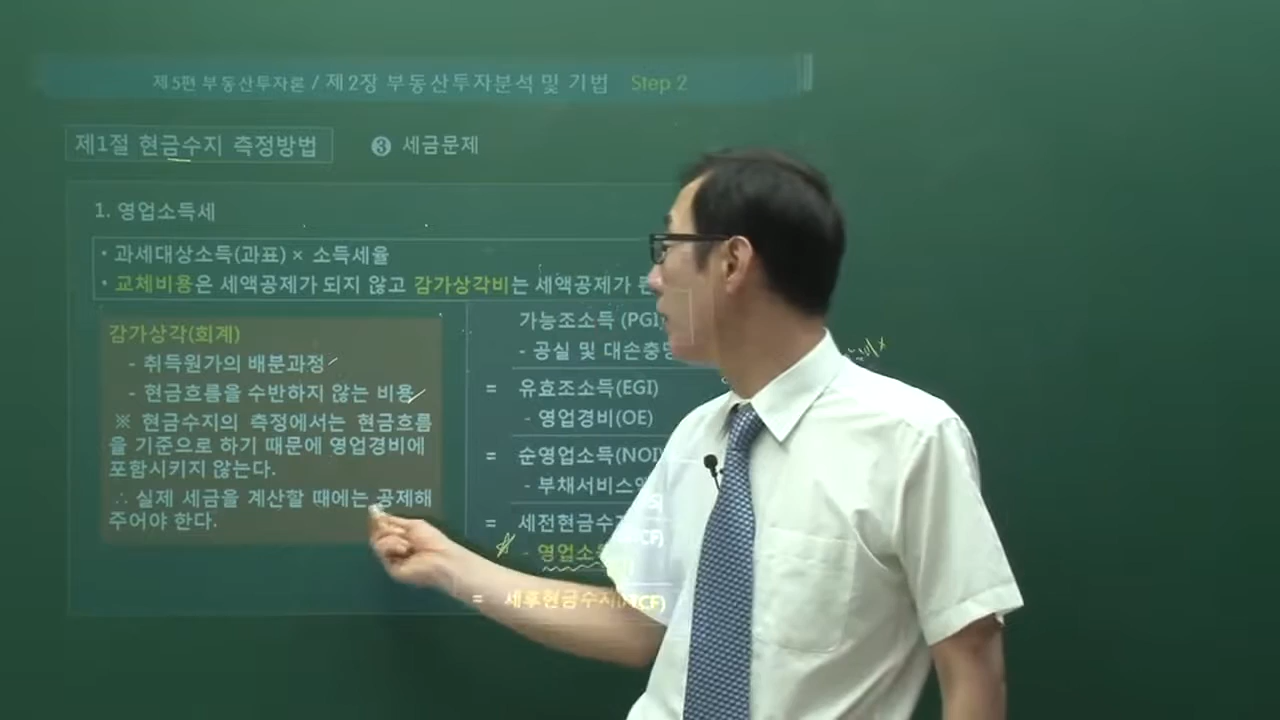 제5편 부동산투자론 / 제2장 부동산투자분석 및 기법 Step 2
제1절 현금수지 측정방법 ❸ 세금문제
1. 영업소득세
· 과세대상소득(과표) × 소득세율
· 교체비용은 세액공제가 되지 않고 감가상각비는 세액공제가
감가상각(회계)
- 취득원가의 배분과정
- 현금흐름을 수반하지 않는 비용
※ 현금수지의 측정에서는 현금흐름
을 기준으로 하기 때문에 영업경비에
포함시키지 않는다.
∴ 실제 세금을 계산할 때에는 공제해
주어야 한다.
가능조소득 (PGI)
- 공실 및 대손충당
= 유효조소득(EGI)
- 영업경비(OE)
= 순영업소득(NOI)
- 부채서비스액
= 세전현금수지 CF)
- 영업소득
= 세후현금수지(ATCF)